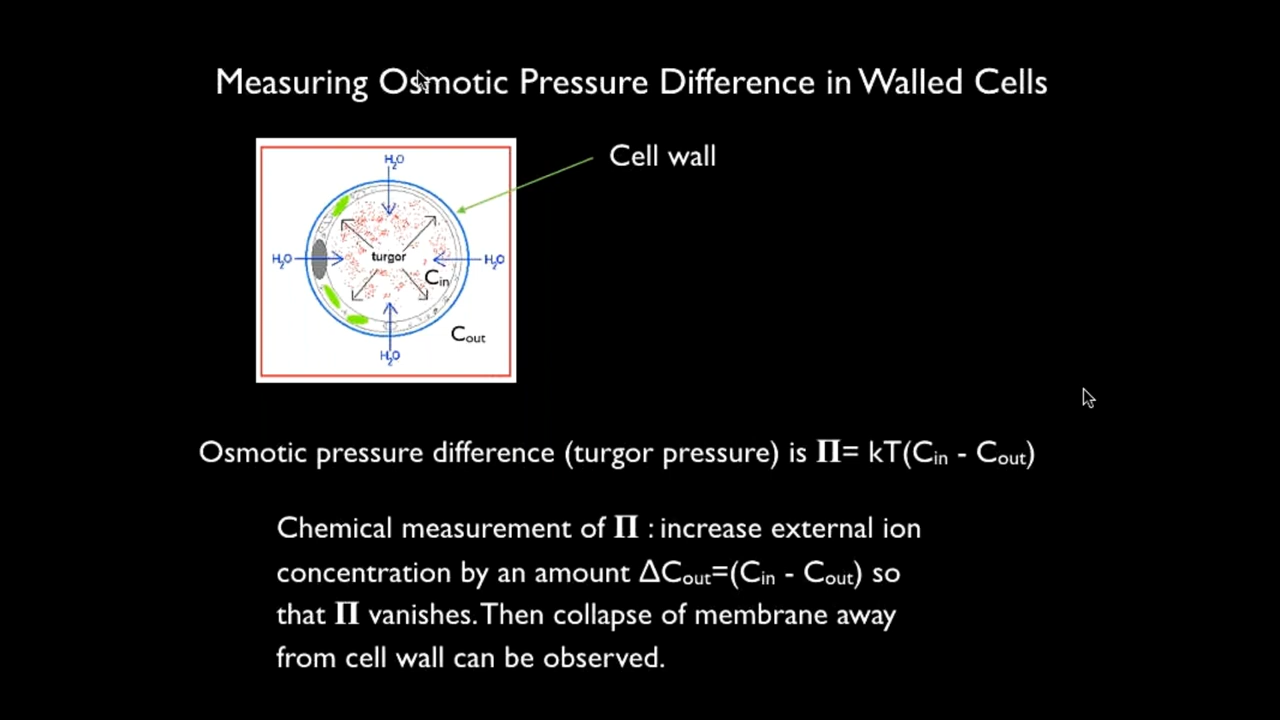 Measuring Osmotic Pressure Difference in Walled Cells
Cell wall
H₂O
H₂O
turgor
H₂O
Cᵢₙ
Cₒᵤₜ
H₂O
Osmotic pressure difference (turgor pressure) is Π= kT(Cᵢₙ - Cₒᵤₜ)
Chemical measurement of Π : increase external ion
concentration by an amount ΔCₒᵤₜ=(Cᵢₙ - Cₒᵤₜ) so
that Π vanishes. Then collapse of membrane away
from cell wall can be observed.